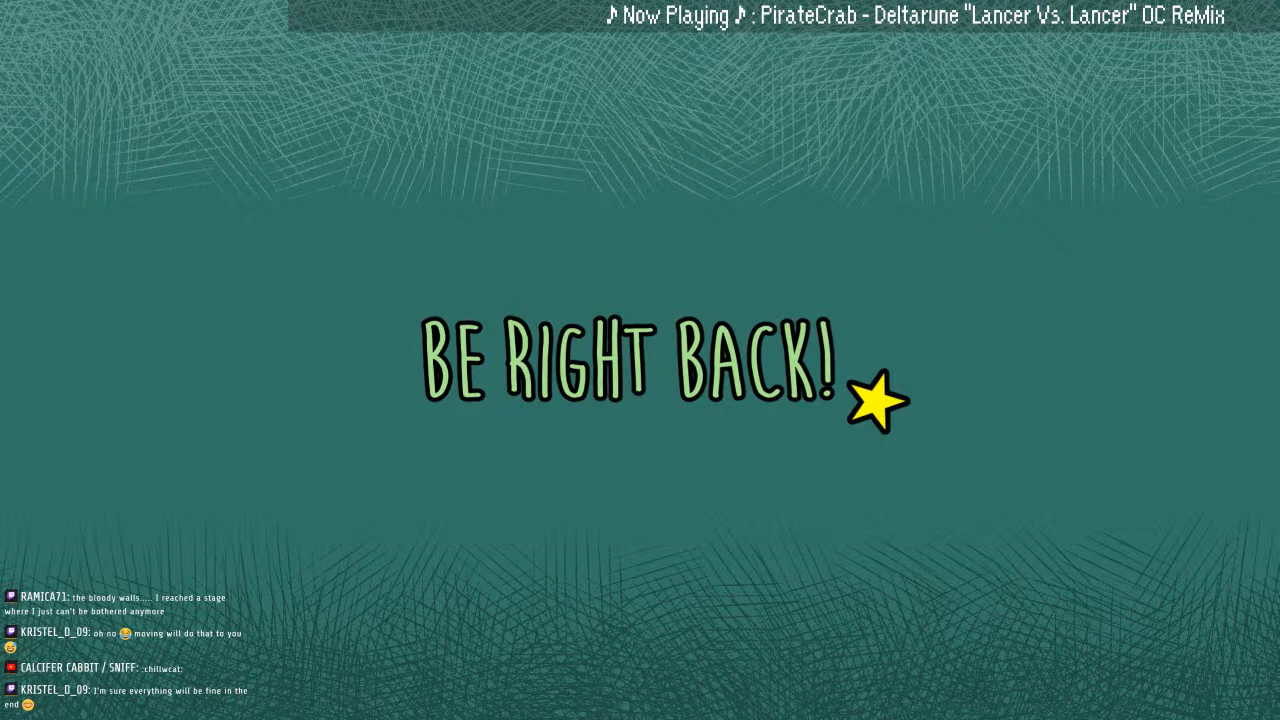 ♪ Now Playing ♪ : PirateCrab - Deltarune "Lancer Vs. Lancer" OC ReMix
BE RIGHT BACK!
RAMICA71: the bloody walls..... I reached a stage
where I just can't be bothered anymore
KRISTEL_D_09: oh no 😂 moving will do that to you
😅
CALCIFER CABBIT / SNIFF: :chillwcat:
KRISTEL_D_09: I'm sure everything will be fine in the
end 😊